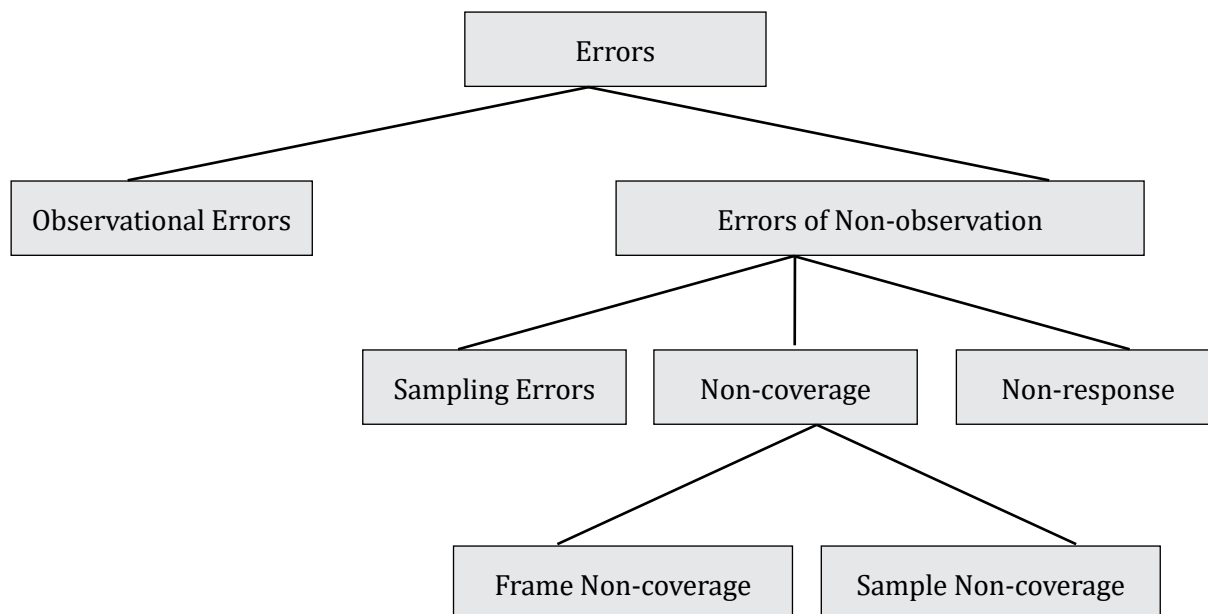 Errors
Observational Errors
Errors of Non-observation
Sampling Errors
Non-coverage
Non-response
Frame Non-coverage
Sample Non-coverage